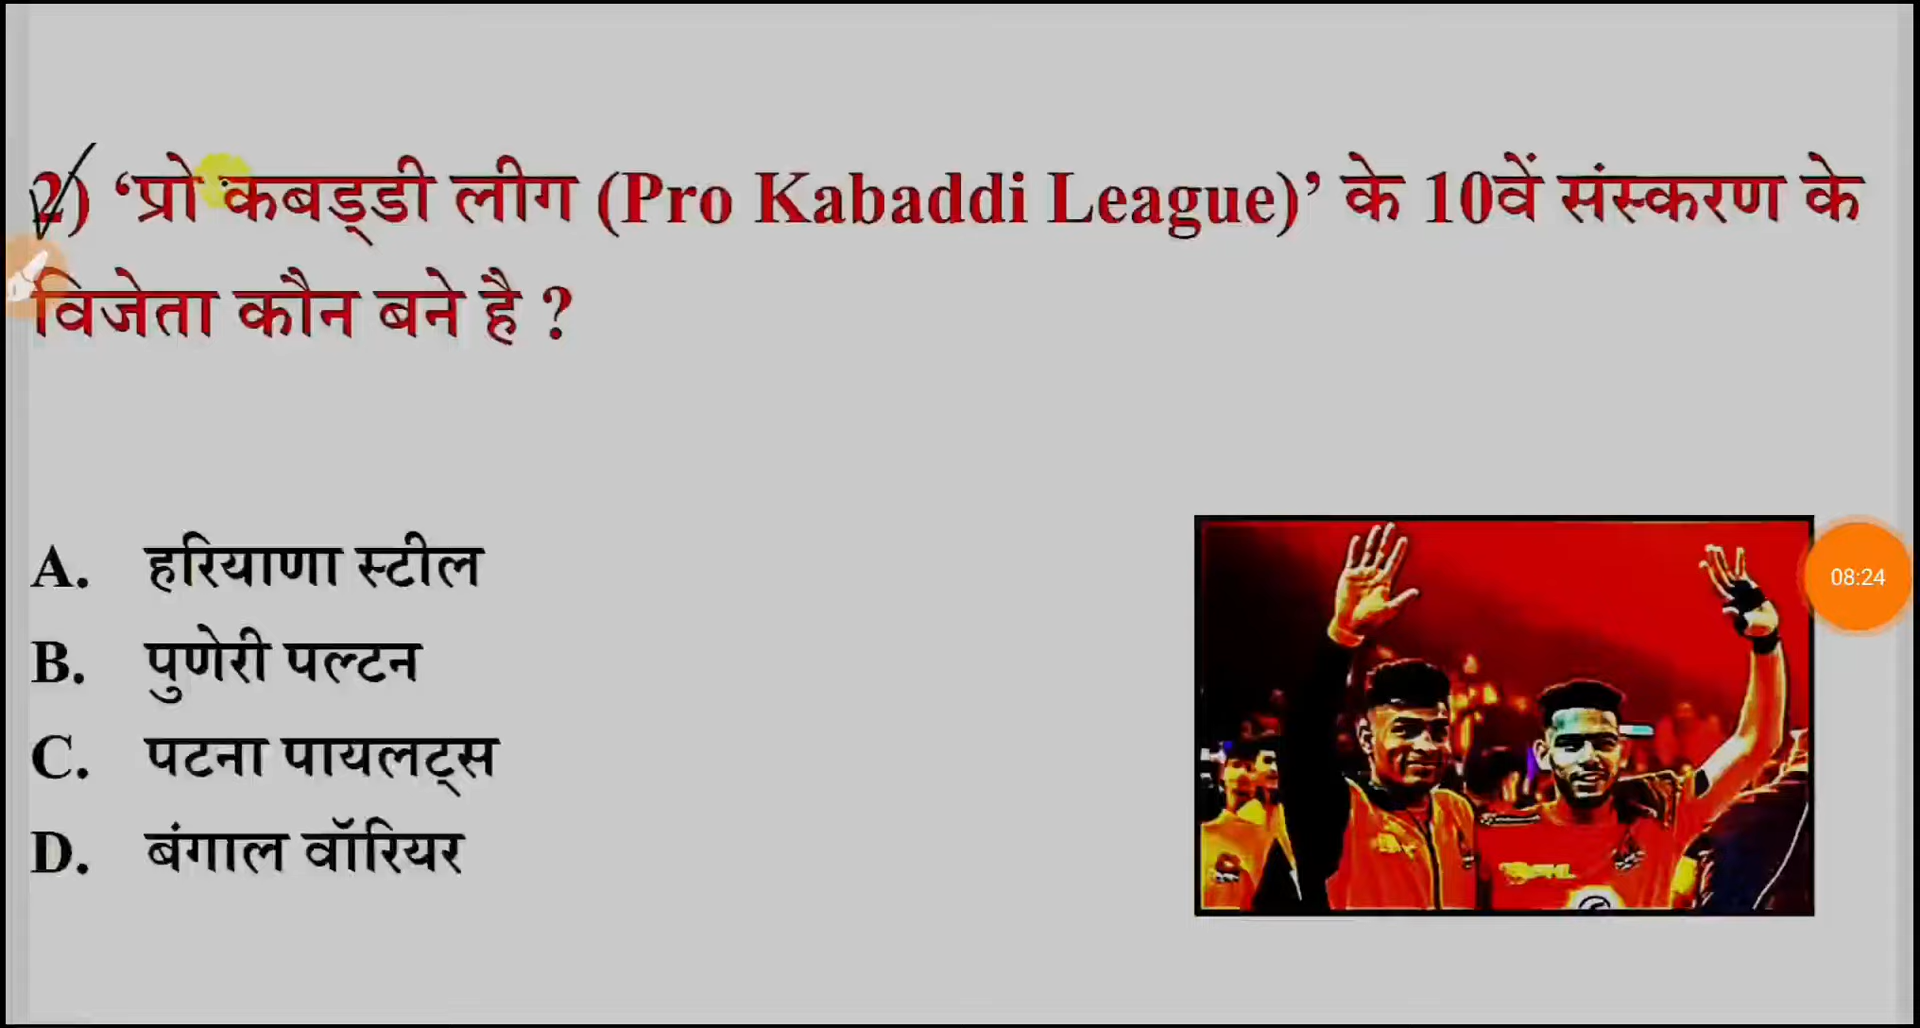 2) ‘प्रो कबड्डी लीग (Pro Kabaddi League)’ के 10वें संस्करण के
विजेता कौन बने है ?
A. हरियाणा स्टील
B. पुणेरी पल्टन
C. पटना पायलट्स
D. बंगाल वॉरियर
08:24